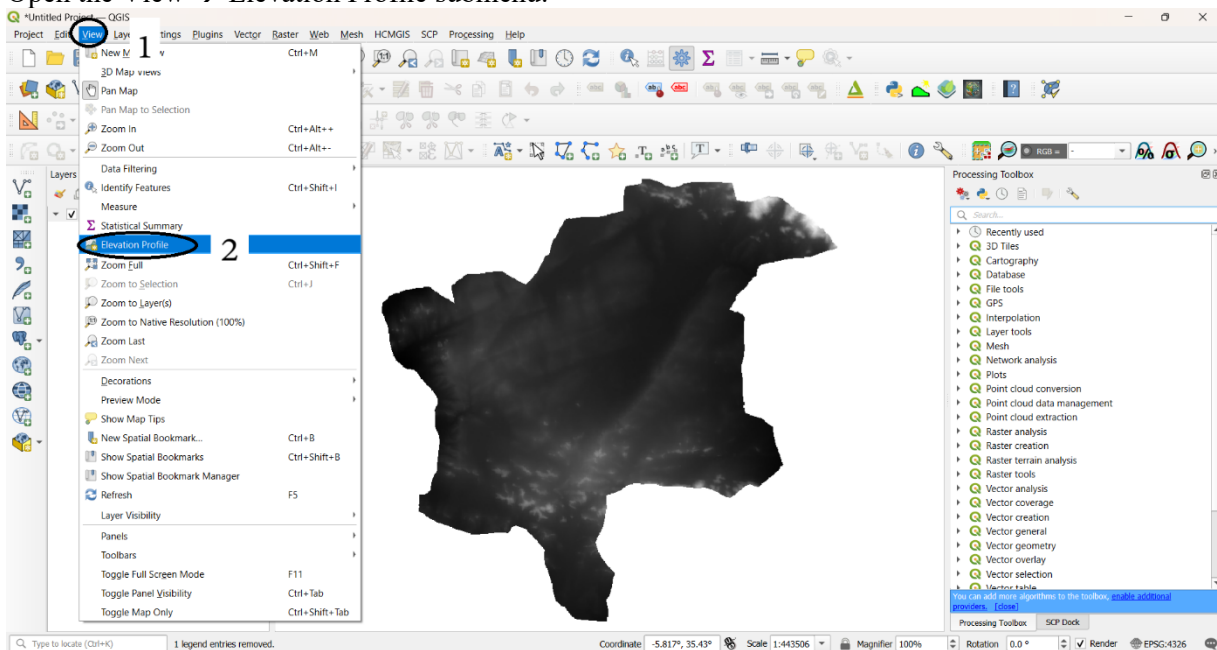 Open the View → Elevation Profile submenu.
*Untitled Project — QGIS
Project Edit View Laye tings Plugins Vector Raster Web Mesh HCMGIS SCP Processing Help
1
New M w Ctrl+M
3D Map Views
Pan Map
Pan Map to Selection
Zoom In Ctrl+Alt++
Zoom Out Ctrl+Alt+-
Data Filtering
Identify Features Ctrl+Shift+I
Measure
Statistical Summary
Elevation Profile
2
Zoom Full Ctrl+Shift+F
Zoom to Selection Ctrl+J
Zoom to Layer(s)
Zoom to Native Resolution (100%)
Zoom Last
Zoom Next
Decorations
Preview Mode
Show Map Tips
New Spatial Bookmark... Ctrl+B
Show Spatial Bookmarks Ctrl+Shift+B
Show Spatial Bookmark Manager
Refresh F5
Layer Visibility
Panels
Toolbars
Toggle Full Screen Mode F11
Toggle Panel Visibility Ctrl+Tab
Toggle Map Only Ctrl+Shift+Tab
Layers
RGB =
Processing Toolbox
Search...
Recently used
3D Tiles
Cartography
Database
File tools
GPS
Interpolation
Layer tools
Mesh
Network analysis
Plots
Point cloud conversion
Point cloud data management
Point cloud extraction
Raster analysis
Raster creation
Raster terrain analysis
Raster tools
Vector analysis
Vector coverage
Vector creation
Vector general
Vector geometry
Vector overlay
Vector selection
Vector table
You can add more algorithms to the toolbox, enable additional
providers. [close]
Processing Toolbox SCP Dock
Type to locate (Ctrl+K) 1 legend entries removed. Coordinate -5.817°, 35.43° Scale 1:443506 Magnifier 100% Rotation 0.0 ° Render EPSG:4326